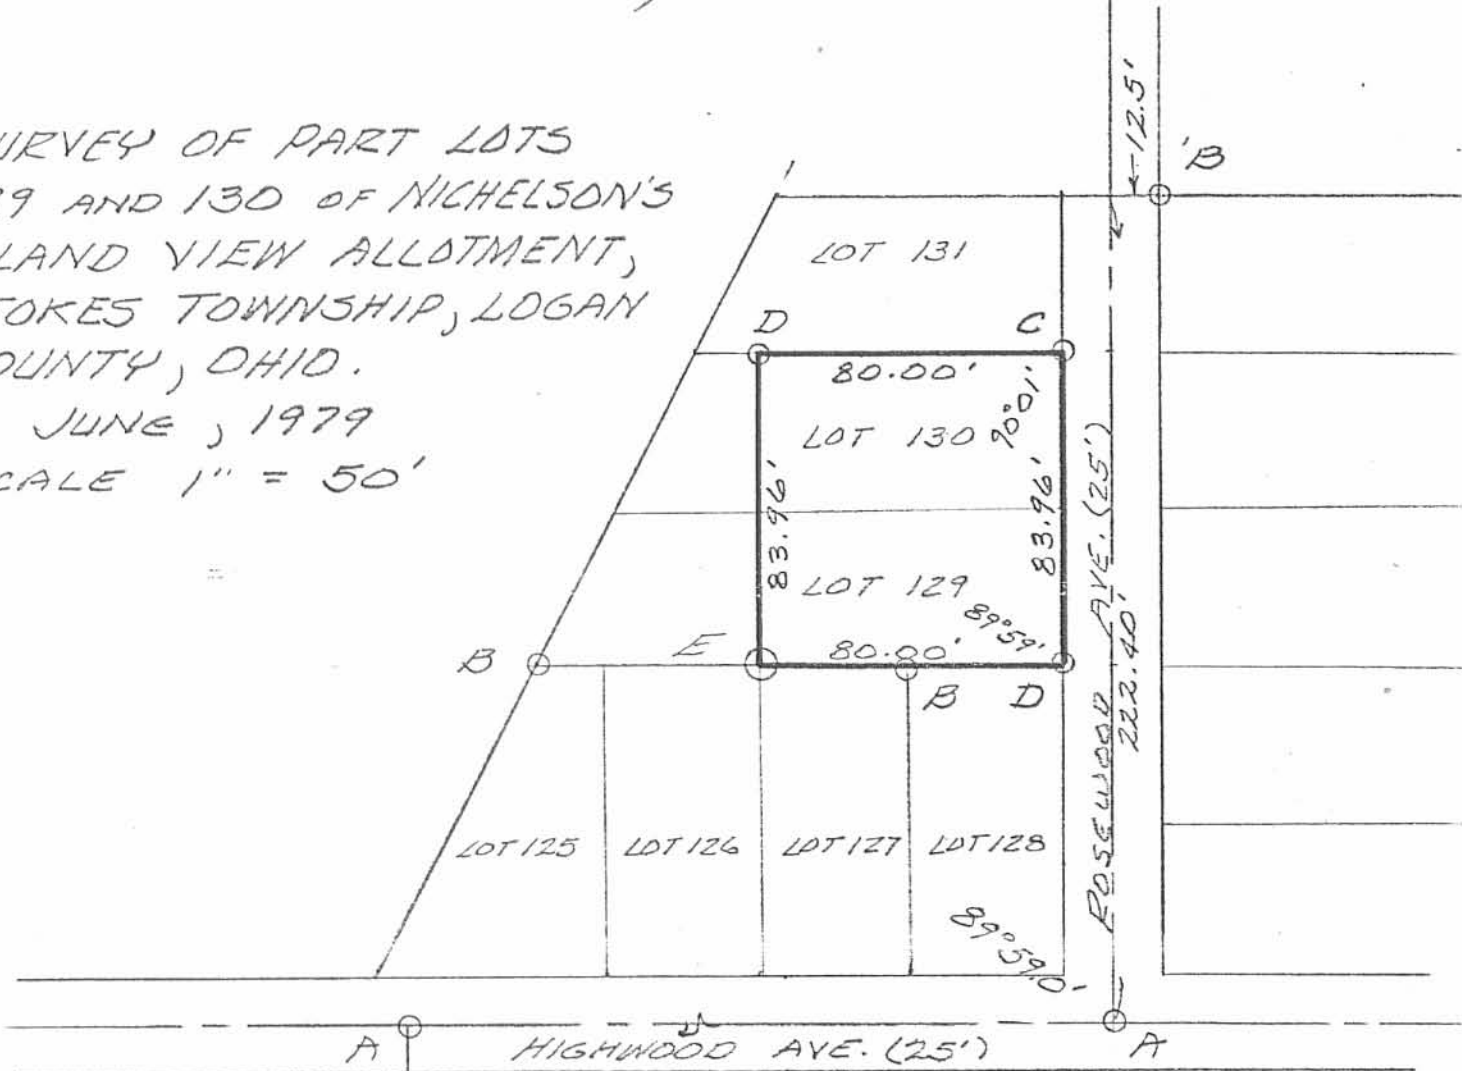 URVEY OF PART LOTS
9 AND 130 OF NICHELSON'S
LAND VIEW ALLOTMENT,
TOKES TOWNSHIP, LOGAN
OUNTY, OHIO.
JUNE, 1979
CALE 1" = 50'
12.5'
B
LOT 131
D
C
80.00'
90°01'
LOT 130
83.96'
83.96'
LOT 129
89°59'
80.00'
B
E
B
D
ROSEWOOD AVE. (25')
222.40'
LOT 125
LOT 126
LOT 127
LOT 128
89°59.0'
A
HIGHWOOD AVE. (25')
A